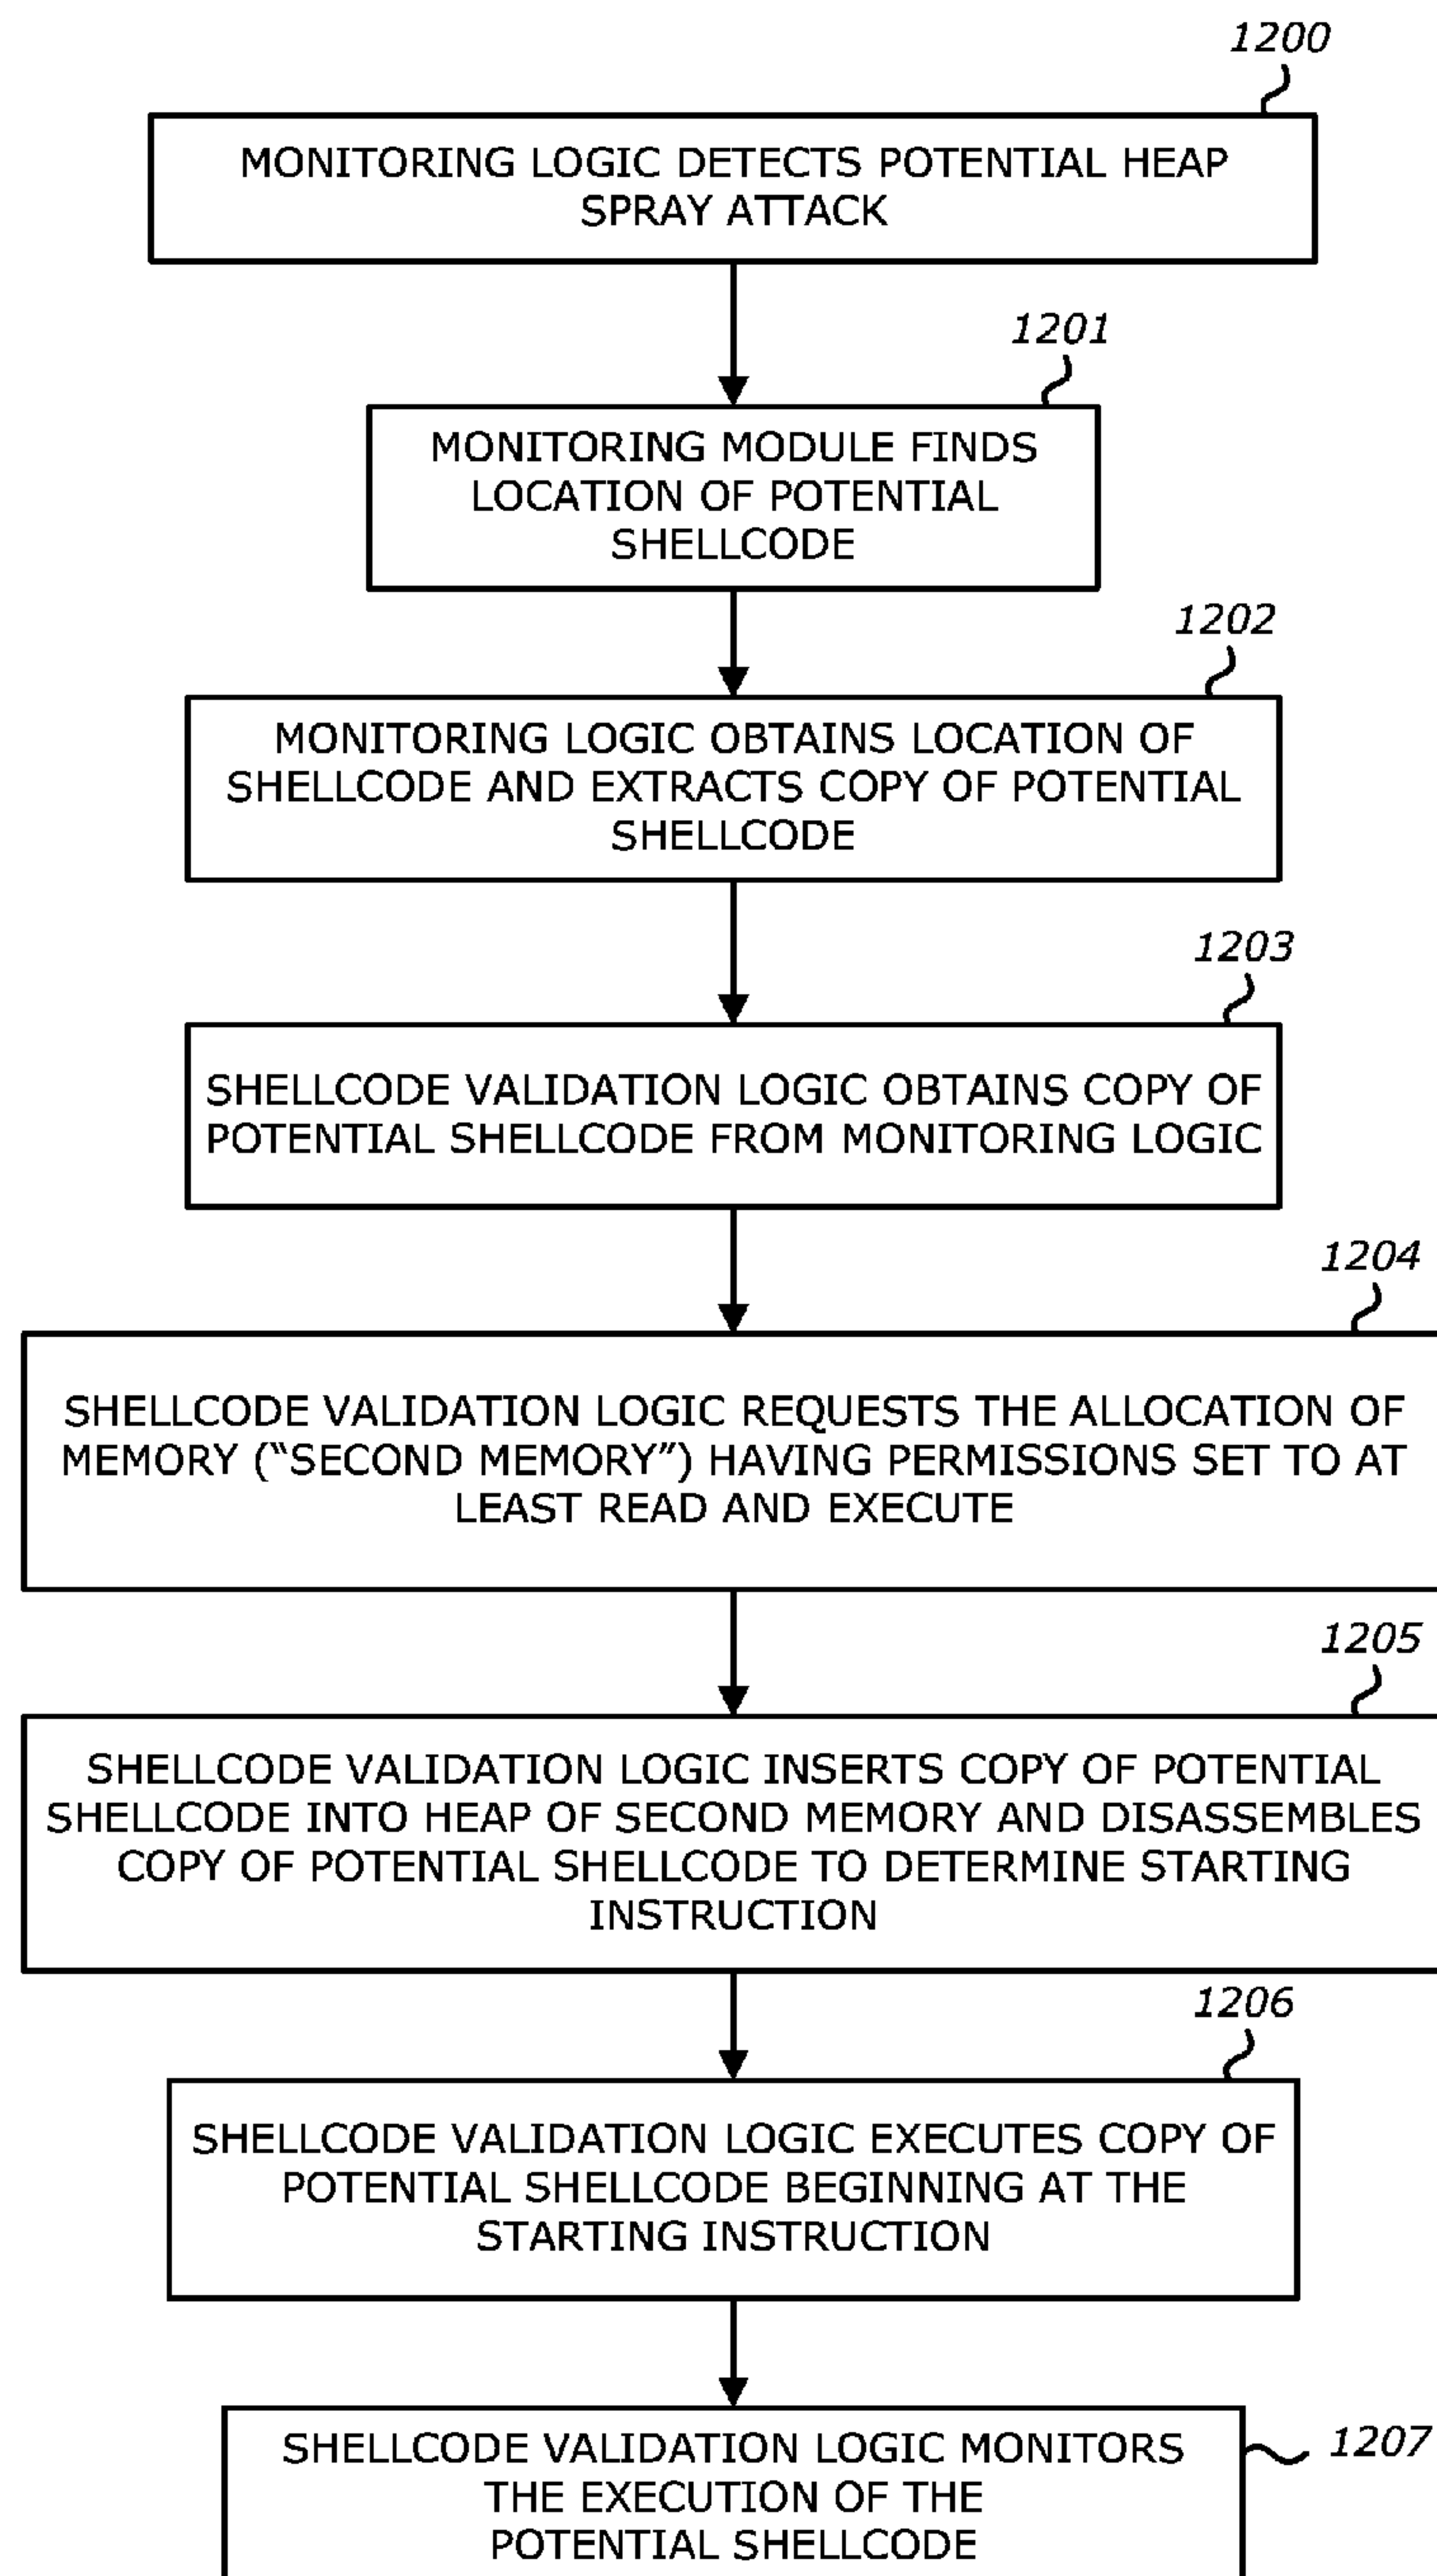 1200
MONITORING LOGIC DETECTS POTENTIAL HEAP
SPRAY ATTACK
1201
MONITORING MODULE FINDS
LOCATION OF POTENTIAL
SHELLCODE
1202
MONITORING LOGIC OBTAINS LOCATION OF
SHELLCODE AND EXTRACTS COPY OF POTENTIAL
SHELLCODE
1203
SHELLCODE VALIDATION LOGIC OBTAINS COPY OF
POTENTIAL SHELLCODE FROM MONITORING LOGIC
1204
SHELLCODE VALIDATION LOGIC REQUESTS THE ALLOCATION OF
MEMORY (“SECOND MEMORY”) HAVING PERMISSIONS SET TO AT
LEAST READ AND EXECUTE
1205
SHELLCODE VALIDATION LOGIC INSERTS COPY OF POTENTIAL
SHELLCODE INTO HEAP OF SECOND MEMORY AND DISASSEMBLES
COPY OF POTENTIAL SHELLCODE TO DETERMINE STARTING
INSTRUCTION
1206
SHELLCODE VALIDATION LOGIC EXECUTES COPY OF
POTENTIAL SHELLCODE BEGINNING AT THE
STARTING INSTRUCTION
1207
SHELLCODE VALIDATION LOGIC MONITORS
THE EXECUTION OF THE
POTENTIAL SHELLCODE